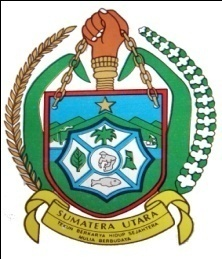 SUMATERA UTARA
TEKUN BERKARYA HIDUP SEJAHTERA
MULIA BERBUDAYA